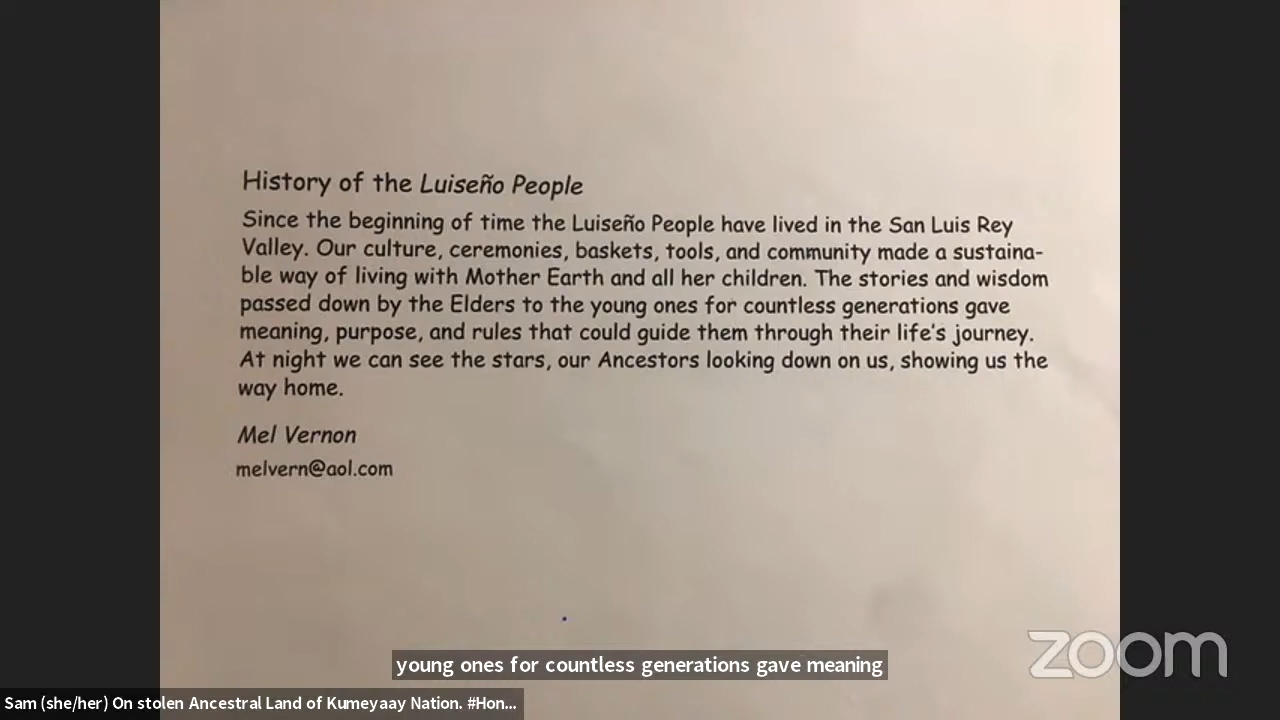 History of the Luiseño People
Since the beginning of time the Luiseño People have lived in the San Luis Rey
Valley. Our culture, ceremonies, baskets, tools, and community made a sustaina-
ble way of living with Mother Earth and all her children. The stories and wisdom
passed down by the Elders to the young ones for countless generations gave
meaning, purpose, and rules that could guide them through their life's journey.
At night we can see the stars, our Ancestors looking down on us, showing us the
way home.
Mel Vernon
melvern@aol.com
young ones for countless generations gave meaning
zoom
Sam (she/her) On stolen Ancestral Land of Kumeyaay Nation. #Hon...